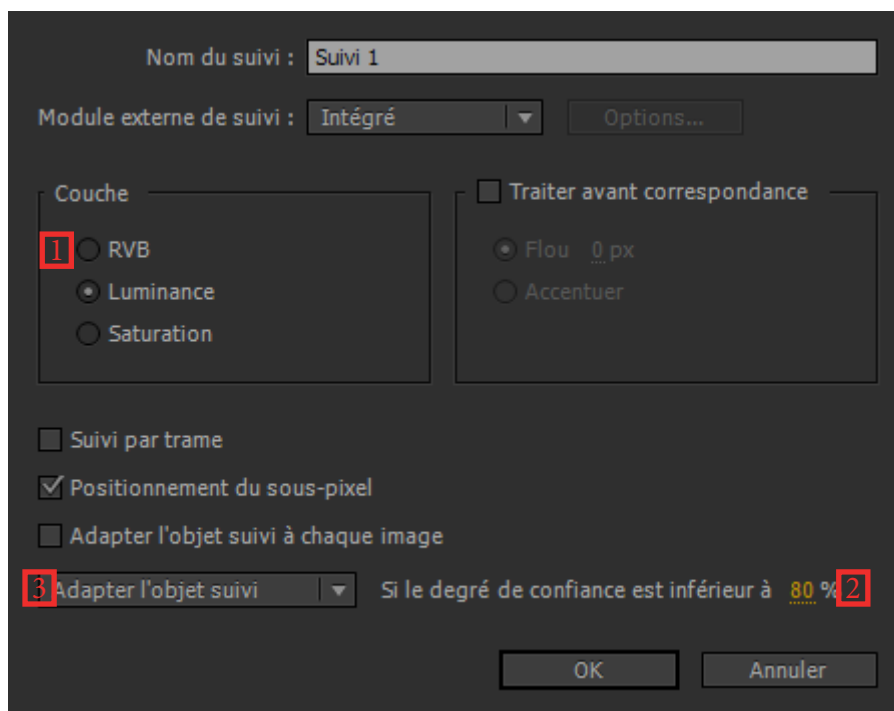 Nom du suivi : Suivi 1
Module externe de suivi : Intégré Options...
Couche
Traiter avant correspondance
1 RVB
Flou 0 px
Luminance
Accentuer
Saturation
Suivi par trame
Positionnement du sous-pixel
Adapter l'objet suivi à chaque image
3 Adapter l'objet suivi Si le degré de confiance est inférieur à 80 % 2
OK Annuler